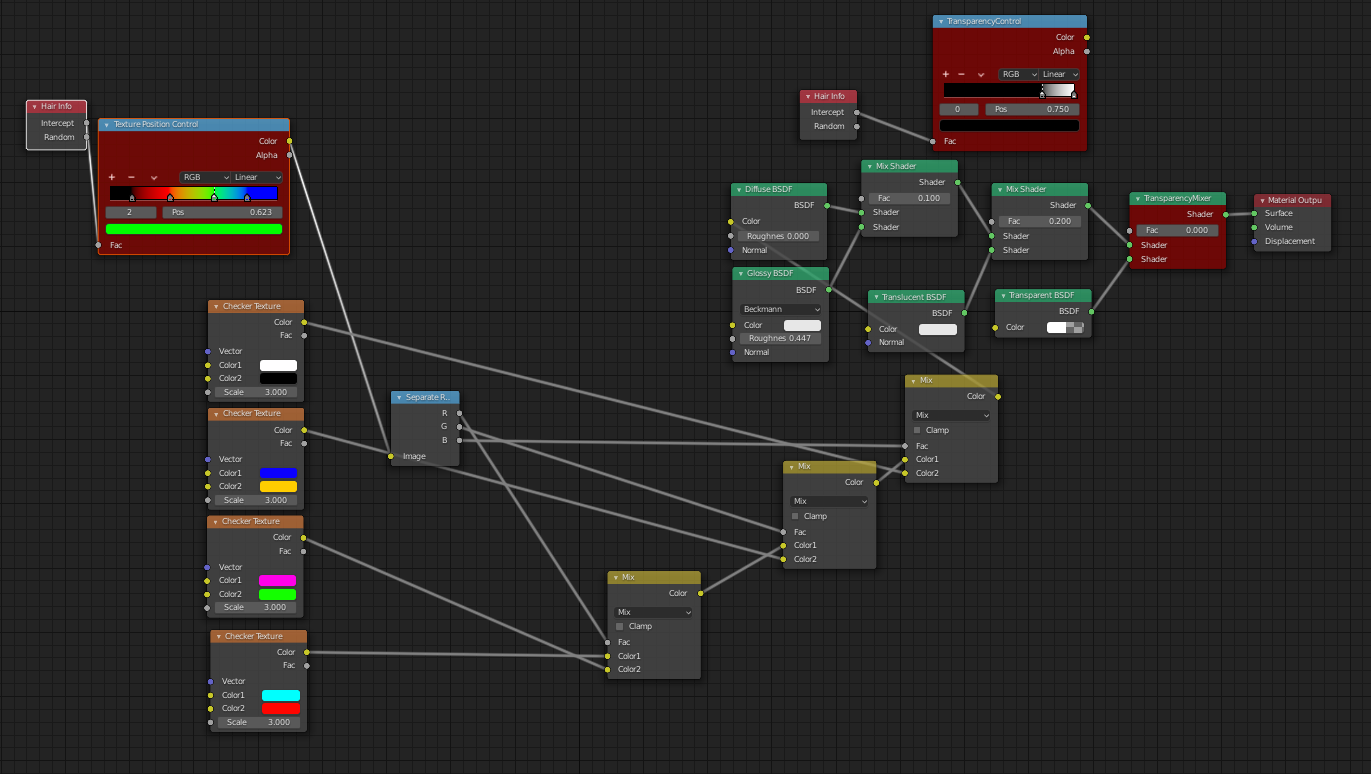 TransparencyControl
Color
Alpha
RGB
Linear
0
Pos
0.750
Fac
Hair Info
Intercept
Random
Texture Position Control
Color
Alpha
RGB
Linear
2
Pos
0.623
Fac
Hair Info
Intercept
Random
Mix Shader
Shader
Fac
0.100
Shader
Shader
Diffuse BSDF
BSDF
Color
Roughnes 0.000
Normal
Mix Shader
Shader
Fac
0.200
Shader
Shader
TransparencyMixer
Shader
Fac
0.000
Shader
Shader
Material Outpu
Surface
Volume
Displacement
Glossy BSDF
BSDF
Beckmann
Color
Roughnes 0.447
Normal
Translucent BSDF
BSDF
Color
Normal
Transparent BSDF
BSDF
Color
Checker Texture
Color
Fac
Vector
Color1
Color2
Scale
3.000
Checker Texture
Color
Fac
Vector
Color1
Color2
Scale
3.000
Checker Texture
Color
Fac
Vector
Color1
Color2
Scale
3.000
Checker Texture
Color
Fac
Vector
Color1
Color2
Scale
3.000
Separate R..
R
G
B
Image
Mix
Color
Mix
Clamp
Fac
Color1
Color2
Mix
Color
Mix
Clamp
Fac
Color1
Color2
Mix
Color
Mix
Clamp
Fac
Color1
Color2